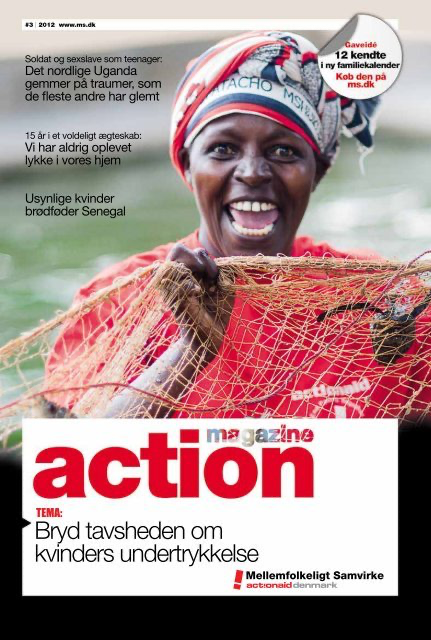 #3 | 2012 www.ms.dk
Gaveidé
12 kendte
i ny familiekalender
Køb den på
ms.dk
Soldat og sexslave som teenager:
Det nordlige Uganda
gemmer på traumer, som
de fleste andre har glemt
15 år i et voldeligt ægteskab:
Vi har aldrig oplevet
lykke i vores hjem
Usynlige kvinder
brødføder Senegal
actionaid
magazine
action
TEMA:
Bryd tavsheden om
kvinders undertrykkelse
Mellemfolkeligt Samvirke
act!onaid danmark